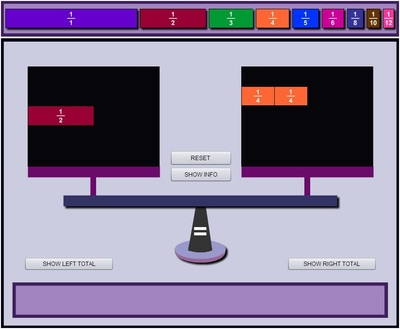 1/1 1/2 1/3 1/4 1/5 1/6 1/8 1/10 1/12
1/4 1/4
1/2
RESET
SHOW INFO
=
SHOW LEFT TOTAL SHOW RIGHT TOTAL